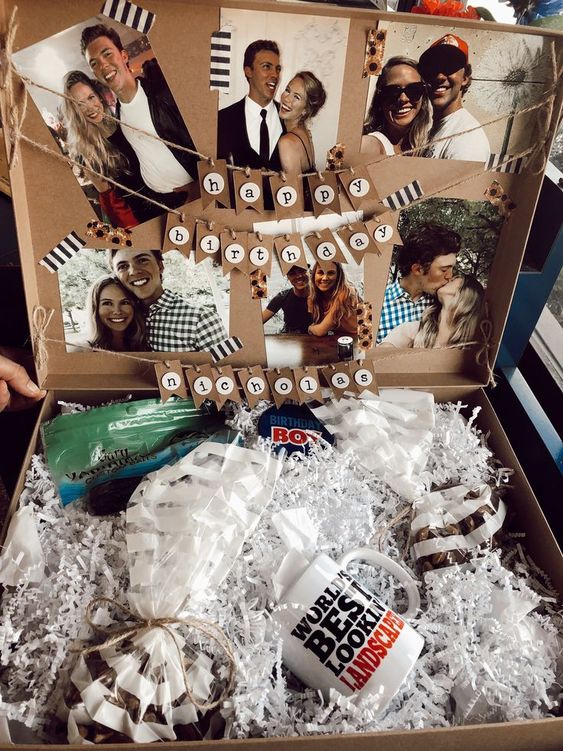 happy
birthday
nicholas
BIRTHDAY
BOY
WORLD'S
BEST
LOOKING
LANDSCAPER